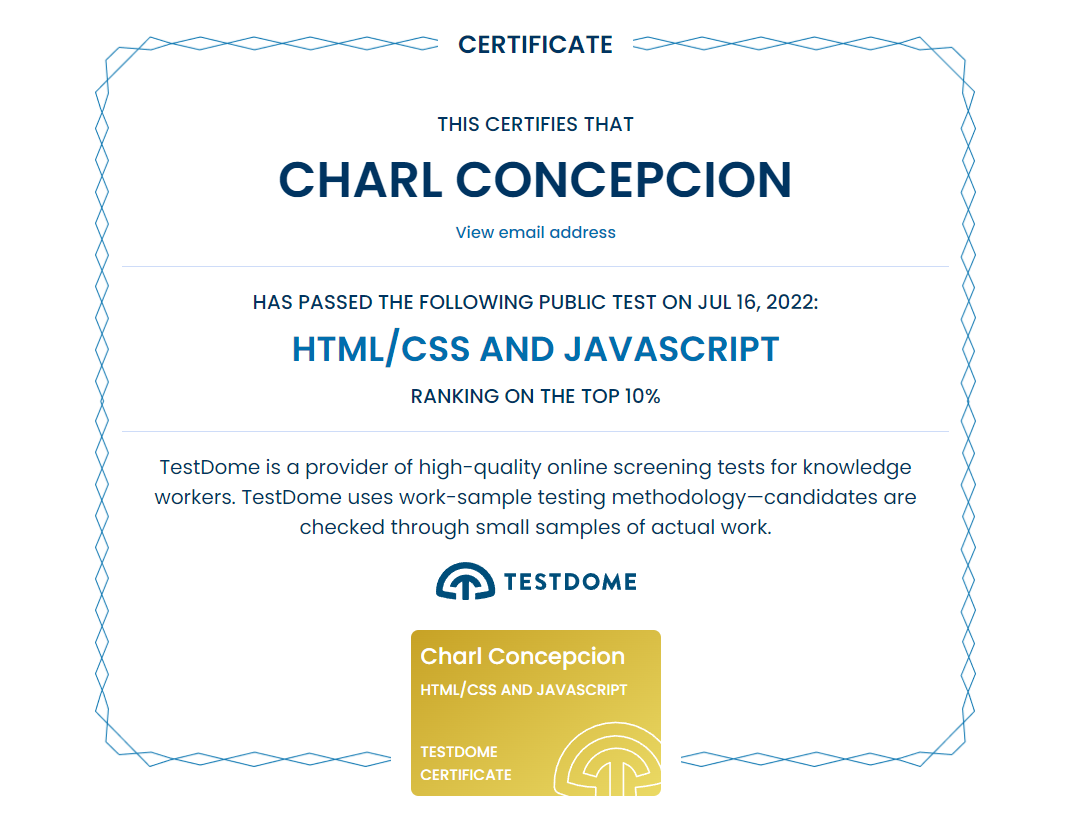 CERTIFICATE
THIS CERTIFIES THAT
CHARL CONCEPCION
View email address
HAS PASSED THE FOLLOWING PUBLIC TEST ON JUL 16, 2022:
HTML/CSS AND JAVASCRIPT
RANKING ON THE TOP 10%
TestDome is a provider of high-quality online screening tests for knowledge
workers. TestDome uses work-sample testing methodology—candidates are
checked through small samples of actual work.
TESTDOME
Charl Concepcion
HTML/CSS AND JAVASCRIPT
TESTDOME
CERTIFICATE